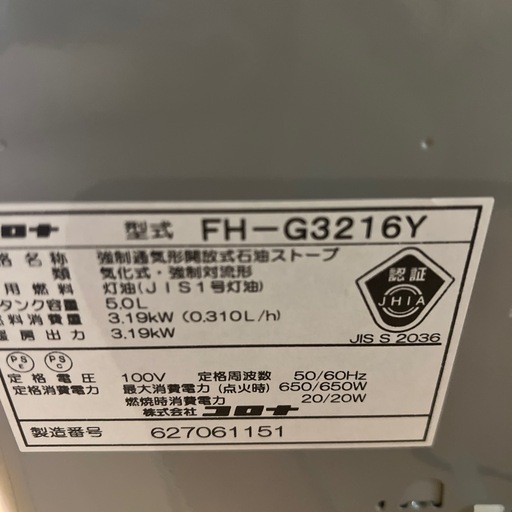 コロナ 型式 FH-G3216Y
格名称 強制通気形開放式石油ストーブ
類 気化式・強制対流形
用燃料 灯油(JIS1号灯油)
タンク容量 5.0L
料消費量 3.19kW (0.310L/h)
房出力 3.19kW
認証
JHIA
JIS S 2036
PS E PS C
定格電圧 100V 定格周波数 50/60Hz
定格消費電力 最大消費電力 (点火時) 650/650W
燃焼時消費電力 20/20W
株式会社 コロナ
製造番号 627061151